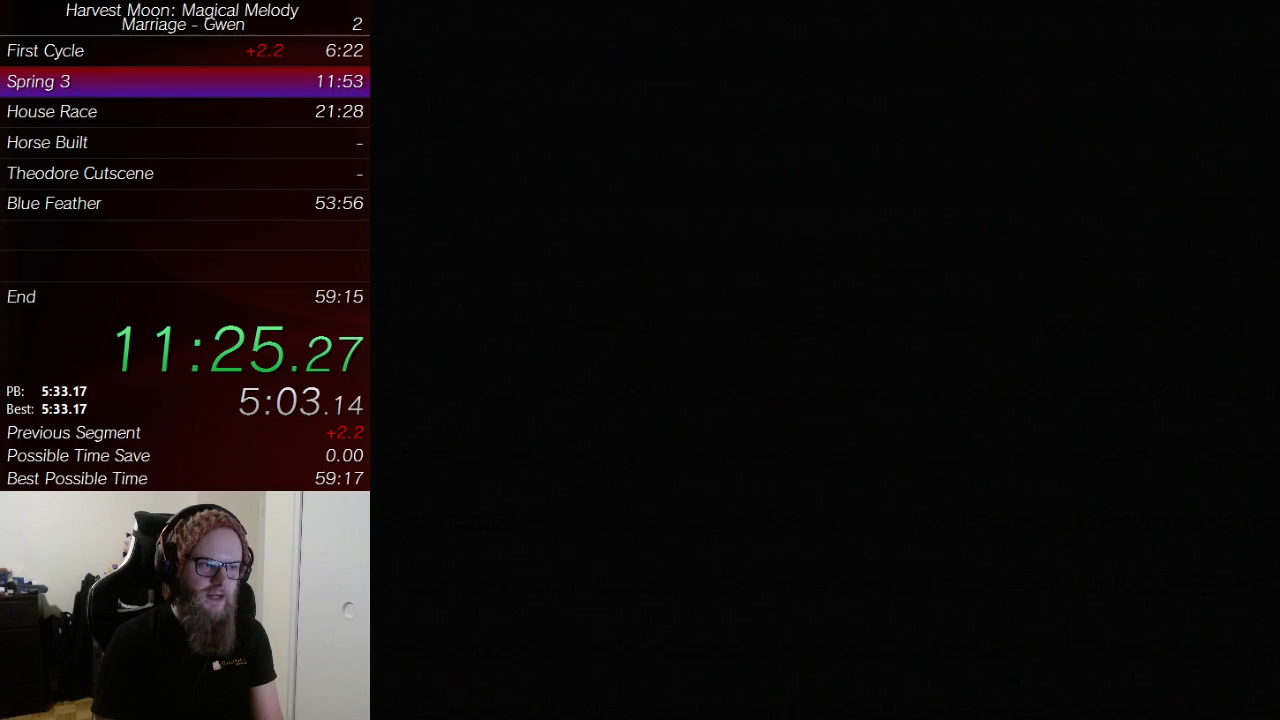 Harvest Moon: Magical Melody
Marriage - Gwen 2
First Cycle +2.2 6:22
Spring 3 11:53
House Race 21:28
Horse Built -
Theodore Cutscene -
Blue Feather 53:56
End 59:15
11:25.27
PB: 5:33.17
Best: 5:33.17
5:03.14
Previous Segment +2.2
Possible Time Save 0.00
Best Possible Time 59:17